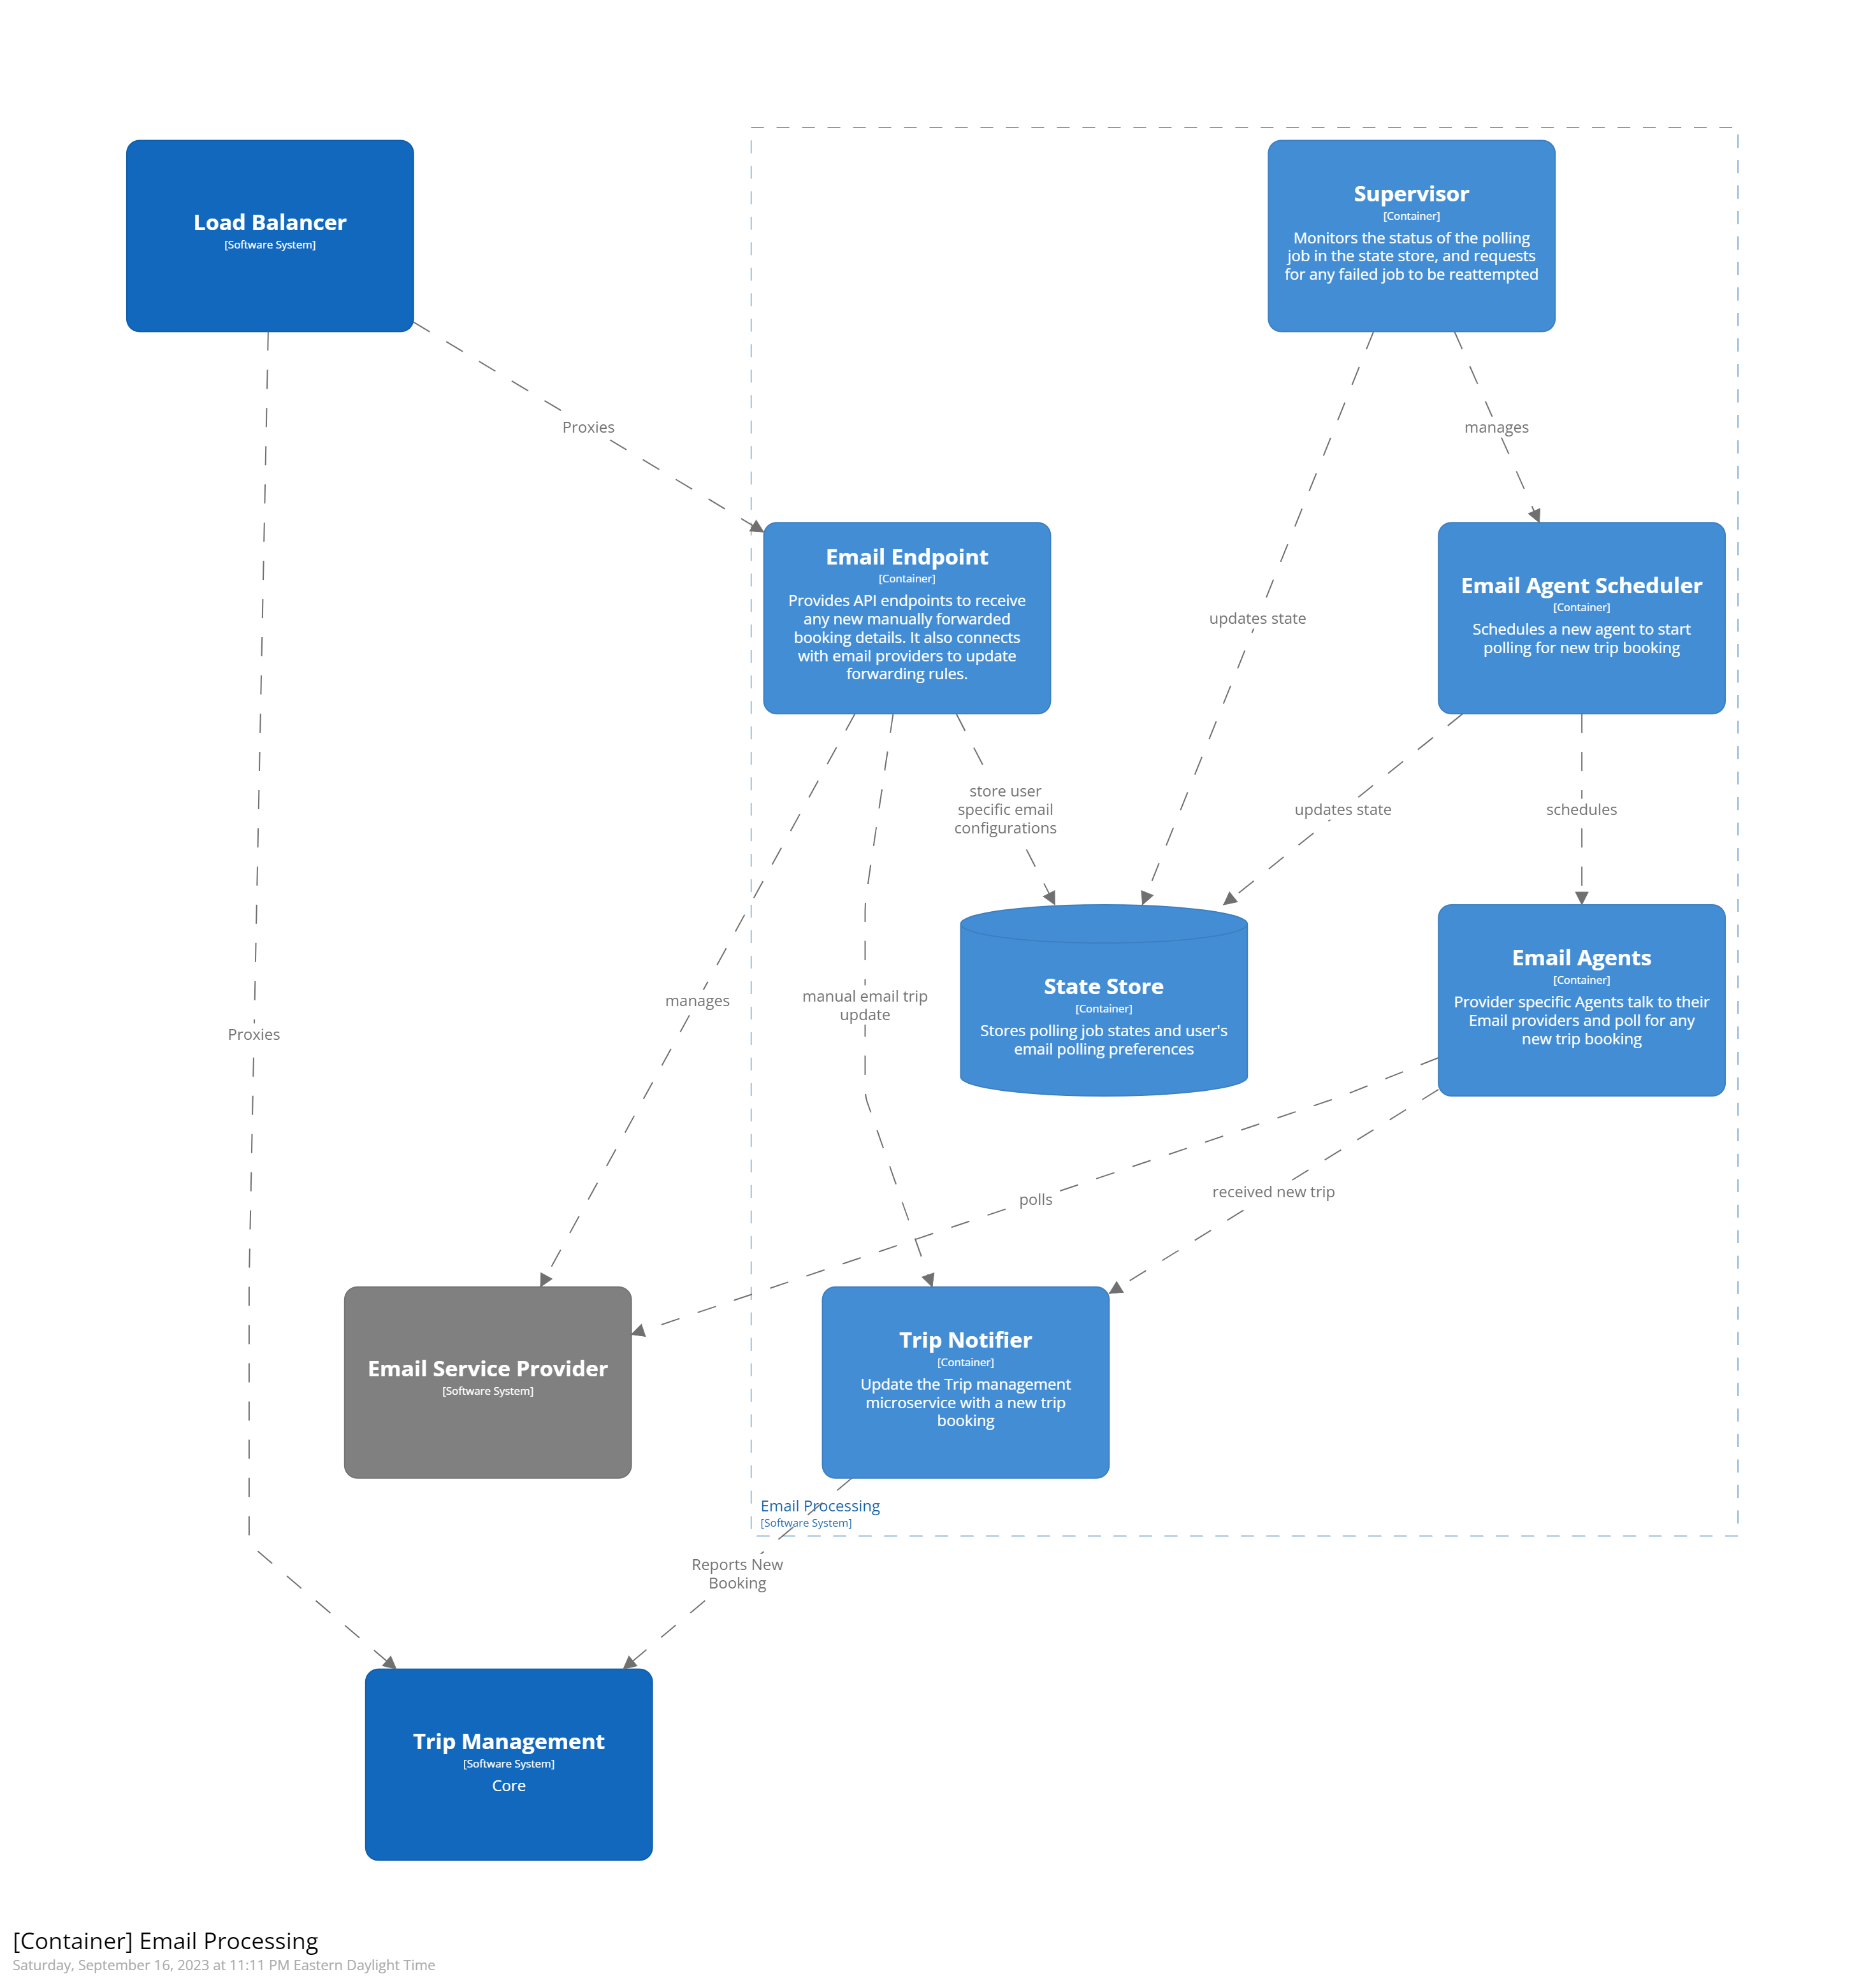 Load Balancer
[Software System]
Supervisor
[Container]
Monitors the status of the polling
job in the state store, and requests
for any failed job to be reattempted
Proxies
manages
Email Endpoint
[Container]
Provides API endpoints to receive
any new manually forwarded
booking details. It also connects
with email providers to update
forwarding rules.
updates state
Email Agent Scheduler
[Container]
Schedules a new agent to start
polling for new trip booking
store user
specific email
configurations
updates state
schedules
manages
manual email trip
update
State Store
[Container]
Stores polling job states and user's
email polling preferences
Email Agents
[Container]
Provider specific Agents talk to their
Email providers and poll for any
new trip booking
Proxies
polls
received new trip
Email Service Provider
[Software System]
Trip Notifier
[Container]
Update the Trip management
microservice with a new trip
booking
Email Processing
[Software System]
Reports New
Booking
Trip Management
[Software System]
Core
[Container] Email Processing
Saturday, September 16, 2023 at 11:11 PM Eastern Daylight Time